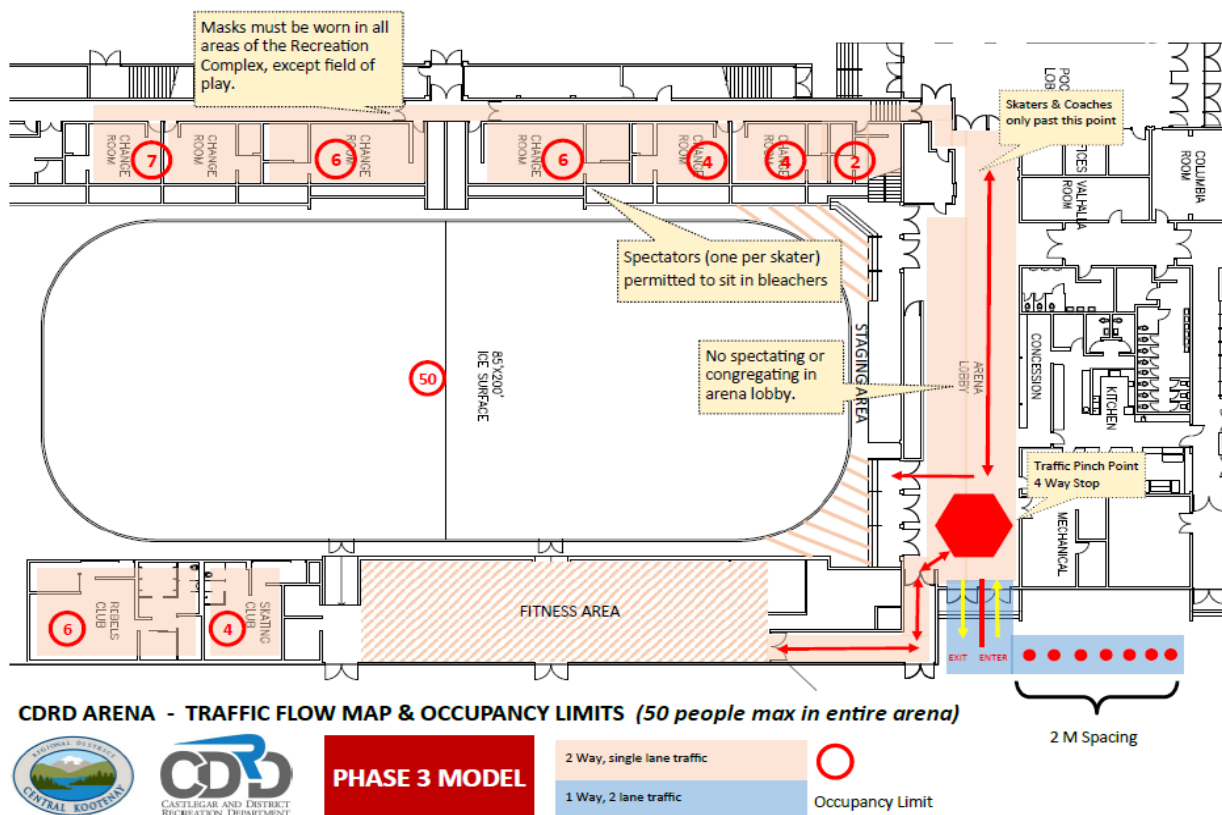 Masks must be worn in all
areas of the Recreation
Complex, except field of
play.
LOB
Skaters & Coaches
only past this point
CHANGE
ROOM
7
CHANGE
ROOM
6
CHANGE
ROOM
6
CHANGE
ROOM
4
CHANGE
ROOM
4
CHANGE
ROOM
2
VALHALLA
ROOM
COLUMBIA
ROOM
Spectators (one per skater)
permitted to sit in bleachers
No spectating or
congregating in
arena lobby.
STAGING AREA
ARENA
LOBBY
CONCESSION
KITCHEN
50
85'X200'
ICE SURFACE
Traffic Pinch Point
4 Way Stop
MECHANICAL
6
REBELS
CLUB
4
SKATING
CLUB
FITNESS AREA
EXIT ENTER
2 M Spacing
CDRD ARENA - TRAFFIC FLOW MAP & OCCUPANCY LIMITS (50 people max in entire arena)
REGIONAL DISTRICT
CENTRAL KOOTENAY
CDRD
CASTLEGAR AND DISTRICT
RECREATION DEPARTMENT
PHASE 3 MODEL
2 Way, single lane traffic
1 Way, 2 lane traffic
Occupancy Limit